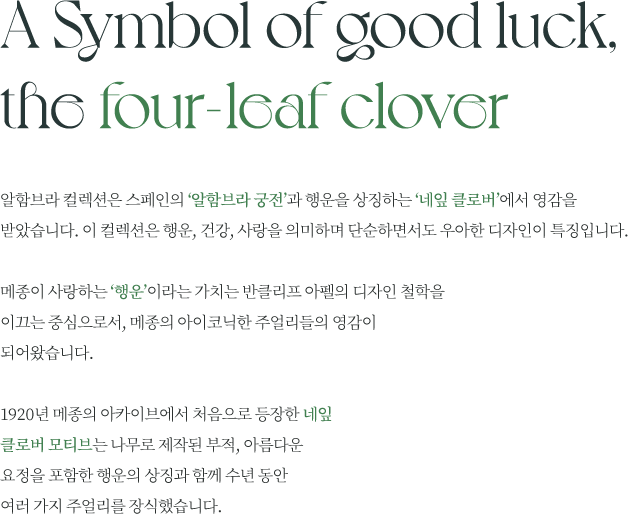 A Symbol of good luck,
the four-leaf clover
알함브라 컬렉션은 스페인의 ‘알함브라 궁전’과 행운을 상징하는 ‘네잎 클로버’에서 영감을
받았습니다. 이 컬렉션은 행운, 건강, 사랑을 의미하며 단순하면서도 우아한 디자인이 특징입니다.
메종이 사랑하는 ‘행운’이라는 가치는 반클리프 아펠의 디자인 철학을
이끄는 중심으로서, 메종의 아이코닉한 주얼리들의 영감이
되어왔습니다.
1920년 메종의 아카이브에서 처음으로 등장한 네잎
클로버 모티브는 나무로 제작된 부적, 아름다운
요정을 포함한 행운의 상징과 함께 수년 동안
여러 가지 주얼리를 장식했습니다.